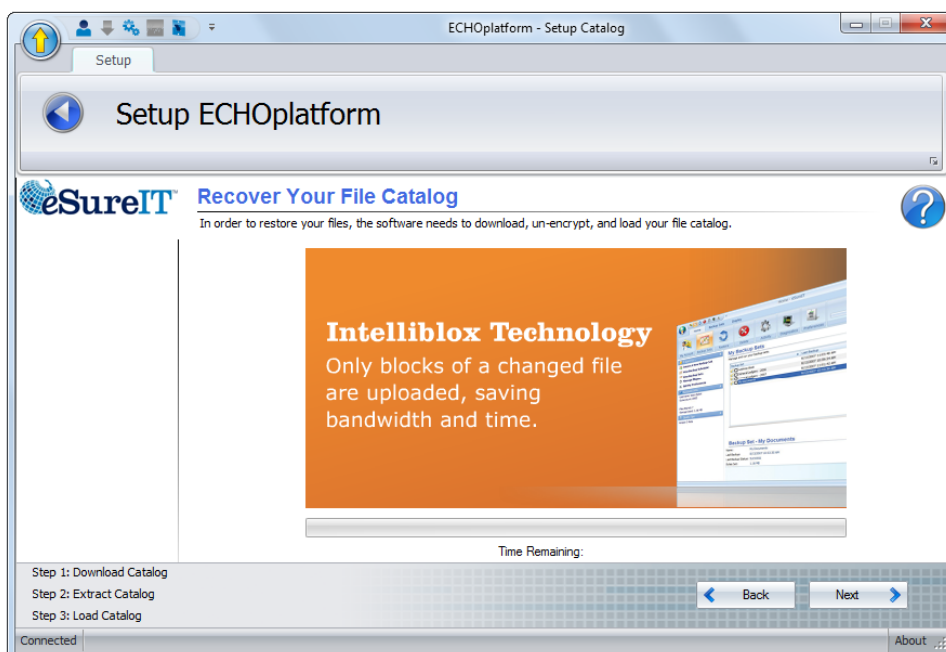 ECHOplatform - Setup Catalog
Setup
Setup ECHOplatform
eSureIT™
Recover Your File Catalog
In order to restore your files, the software needs to download, un-encrypt, and load your file catalog.
Intelliblox Technology
Only blocks of a changed file
are uploaded, saving
bandwidth and time.
My Backup Sets
Backup Set - My Documents
Time Remaining:
Step 1: Download Catalog
Step 2: Extract Catalog
Step 3: Load Catalog
Back
Next
Connected
About